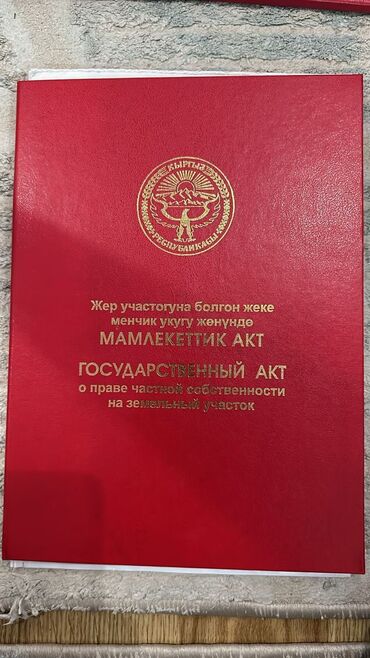 КЫРГЫЗ
РЕСПУБЛИКАСЫ
Жер участогуна болгон жеке
менчик укугу жөнүндө
МАМЛЕКЕТТИК АКТ
ГОСУДАРСТВЕННЫЙ АКТ
о праве частной собственности
на земельный участок